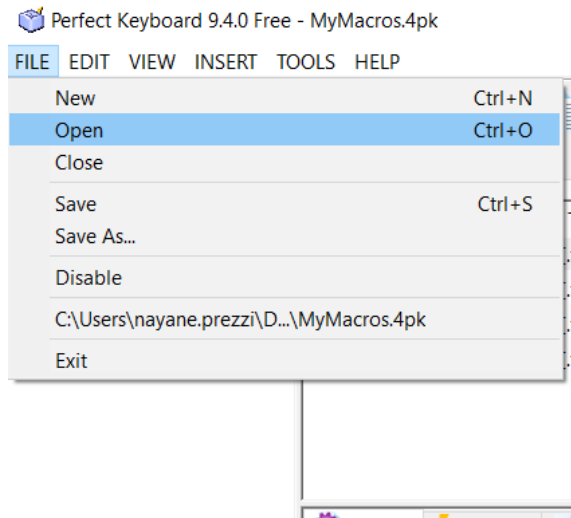 Perfect Keyboard 9.4.0 Free - MyMacros.4pk
FILE EDIT VIEW INSERT TOOLS HELP
New Ctrl+N
Open Ctrl+O
Close
Save Ctrl+S
Save As...
Disable
C:\Users\nayane.prezzi\D...\MyMacros.4pk
Exit